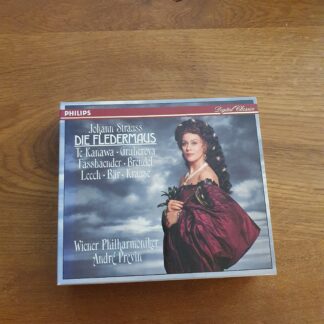 PHILIPS
Digital Classics
Johann Strauss
DIE FLEDERMAUS
Te Kanawa · Gruberova
Fassbaender · Brendel
Leech · Bär · Krause
Wiener Philharmoniker
André Previn